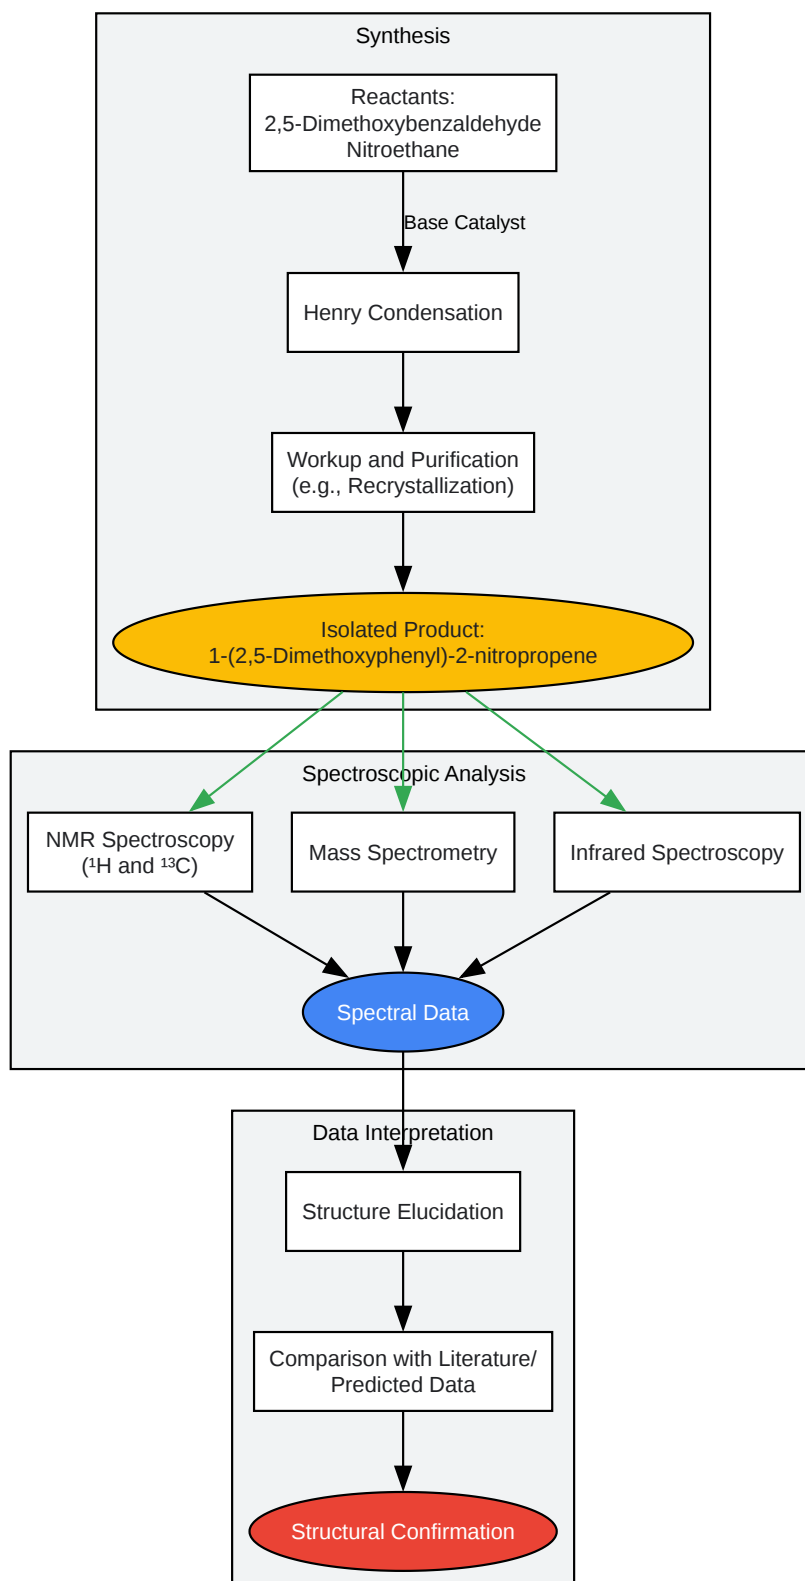 Synthesis
Reactants:
2,5-Dimethoxybenzaldehyde
Nitroethane
Base Catalyst
Henry Condensation
Workup and Purification
(e.g., Recrystallization)
Isolated Product:
1-(2,5-Dimethoxyphenyl)-2-nitropropene
Spectroscopic Analysis
NMR Spectroscopy
(¹H and ¹³C)
Mass Spectrometry
Infrared Spectroscopy
Spectral Data
Data Interpretation
Structure Elucidation
Comparison with Literature/
Predicted Data
Structural Confirmation